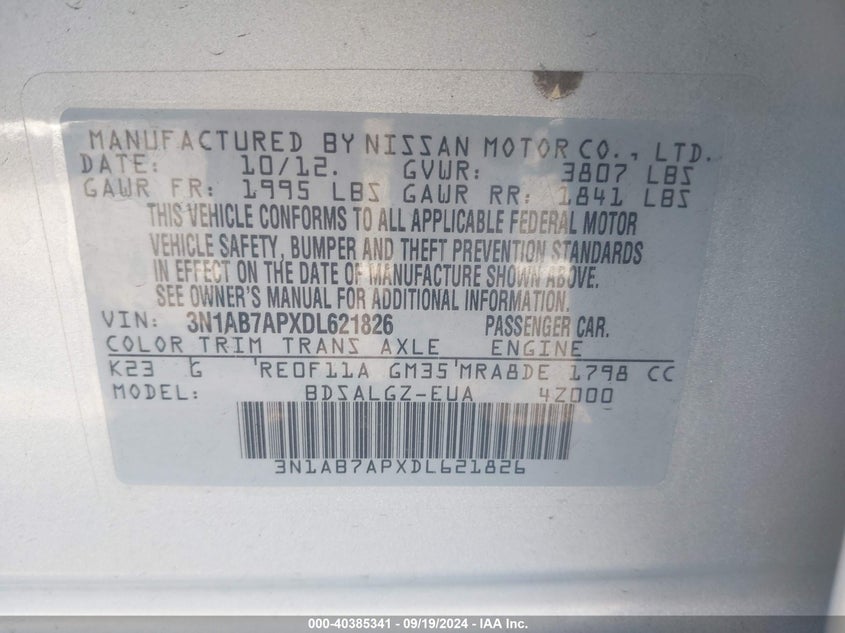 MANUFACTURED BY NISSAN MOTOR CO., LTD.
DATE: 10/12. GVWR: 3807 LBS
GAWR FR: 1995 LBS GAWR RR: 1841 LBS
THIS VEHICLE CONFORMS TO ALL APPLICABLE FEDERAL MOTOR
VEHICLE SAFETY, BUMPER AND THEFT PREVENTION STANDARDS
IN EFFECT ON THE DATE OF MANUFACTURE SHOWN ABOVE.
SEE OWNER'S MANUAL FOR ADDITIONAL INFORMATION.
VIN: 3N1AB7APXDL621826 PASSENGER CAR.
COLOR TRIM TRANS AXLE ENGINE
K23 G 'RE0F11A GM35'MRA8DE 1798 CC
MODEL: BDSALGZ-EUA 4Z000
3N1AB7APXDL621826
000-40385341 - 09/19/2024 - IAA Inc.